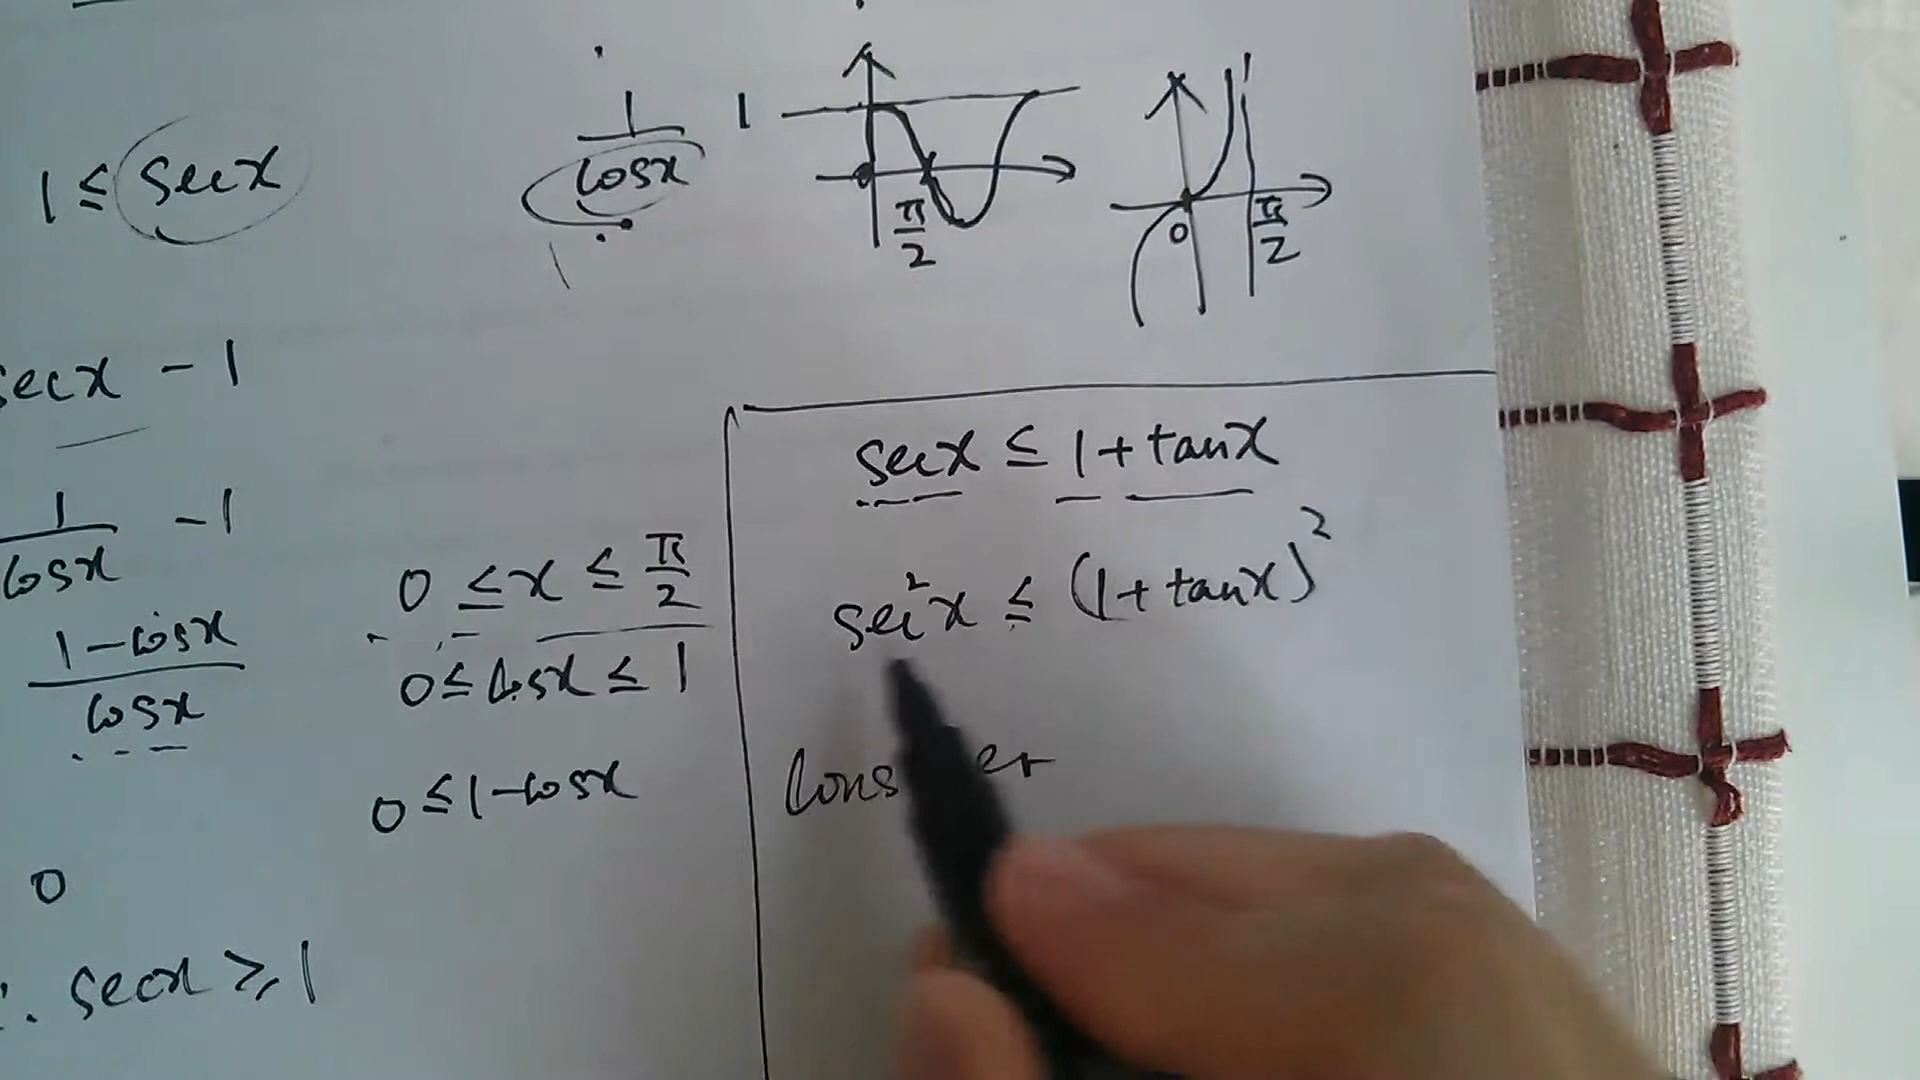 1 ≤ secx
1/cosx
1
π/2
0
π/2
secx - 1
1/cosx - 1
1-cosx/cosx
0
∴ secx ≥ 1
0 ≤ x ≤ π/2
0 ≤ cosx ≤ 1
0 ≤ 1-cosx
secx ≤ 1 + tanx
sec²x ≤ (1 + tanx)²